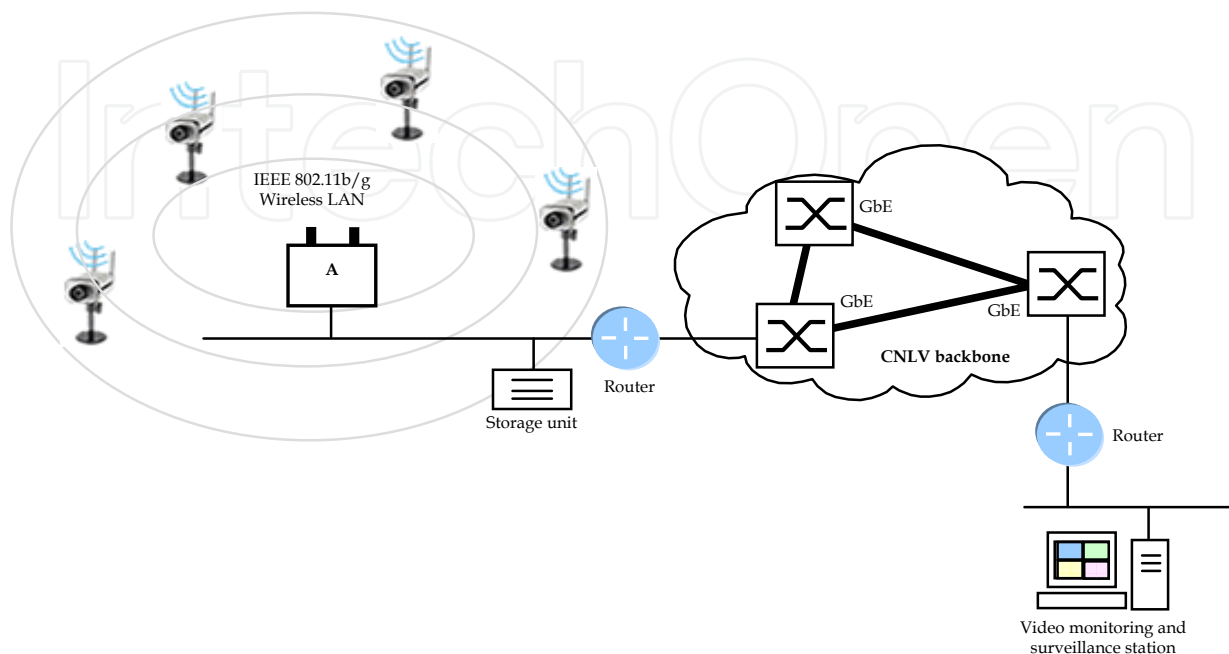 IntechOpen
IEEE 802.11b/g
Wireless LAN
A
GbE
GbE
GbE
CNLV backbone
Router
Storage unit
Router
Video monitoring and
surveillance station